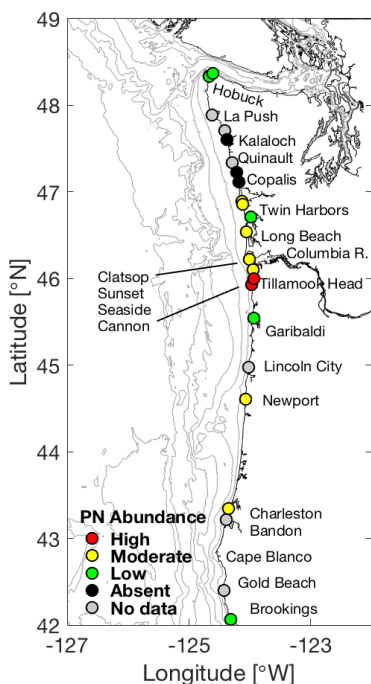 49
48
47
46
45
44
43
42
Latitude [°N]
Hobuck
La Push
Kalaloch
Quinault
Copalis
Twin Harbors
Long Beach
Columbia R.
Clatsop
Sunset
Seaside
Cannon
Tillamook Head
Garibaldi
Lincoln City
Newport
Charleston
Bandon
Cape Blanco
Gold Beach
Brookings
PN Abundance
High
Moderate
Low
Absent
No data
-127
-125
-123
Longitude [°W]